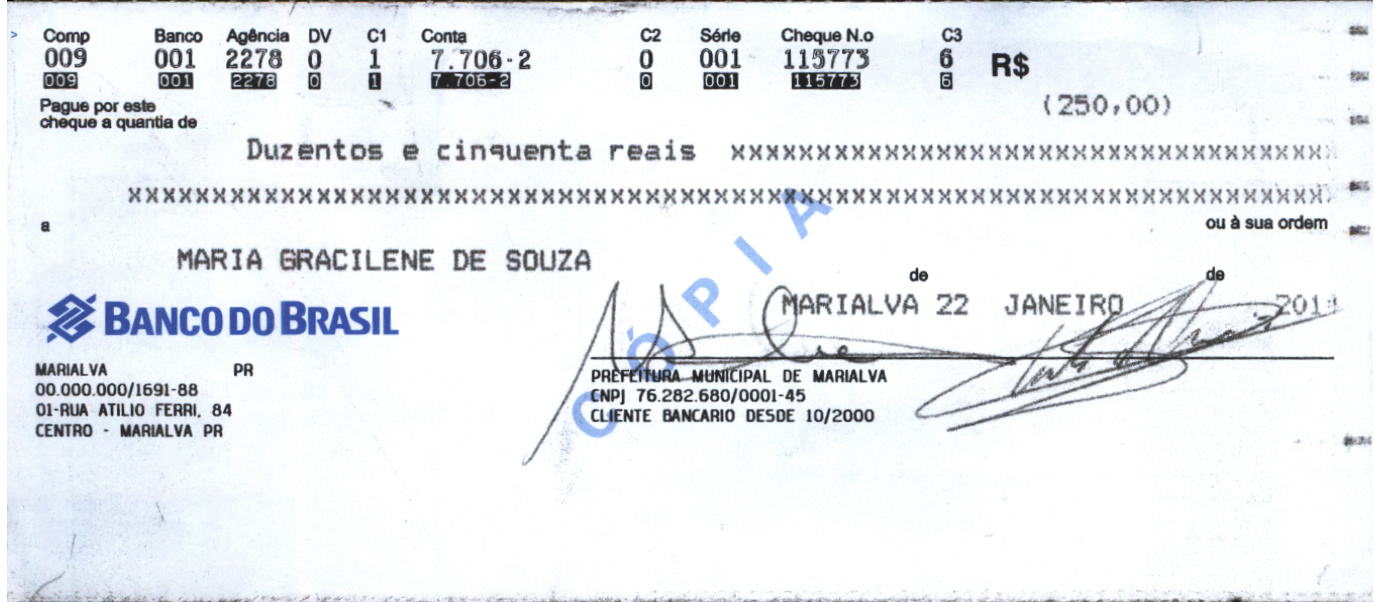 Comp Banco Agência DV C1 Conta C2 Série Cheque N.o C3
009 001 2278 0 1 7.706-2 0 001 115773 6 R$
009 001 2278 0 1 7.706-2 0 001 115773 6
(250,00)
Pague por este
cheque a quantia de
Duzentos e cinquenta reais xxxxxxxxxxxxxxxxxxxxxxxxxxxxxxxxxxxxxxxxxx
xxxxxxxxxxxxxxxxxxxxxxxxxxxxxxxxxxxxxxxxxxxxxxxxxxxxxxxxxxxxxxxxxxxxxxxxxxxxxxxxxxxx
a ou à sua ordem
MARIA GRACILENE DE SOUZA
de de
MARIALVA 22 JANEIRO
BANCO DO BRASIL
CÓPIA
MARIALVA PR
00.000.000/1691-88
01-RUA ATILIO FERRI, 84
CENTRO - MARIALVA PR
PREFEITURA MUNICIPAL DE MARIALVA
CNPJ 76.282.680/0001-45
CLIENTE BANCARIO DESDE 10/2000